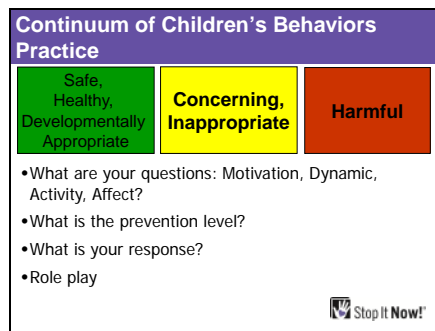 Continuum of Children's Behaviors
Practice
Safe,
Healthy,
Developmentally
Appropriate
Concerning,
Inappropriate
Harmful
•What are your questions: Motivation, Dynamic,
Activity, Affect?
•What is the prevention level?
•What is your response?
•Role play
Stop It Now!